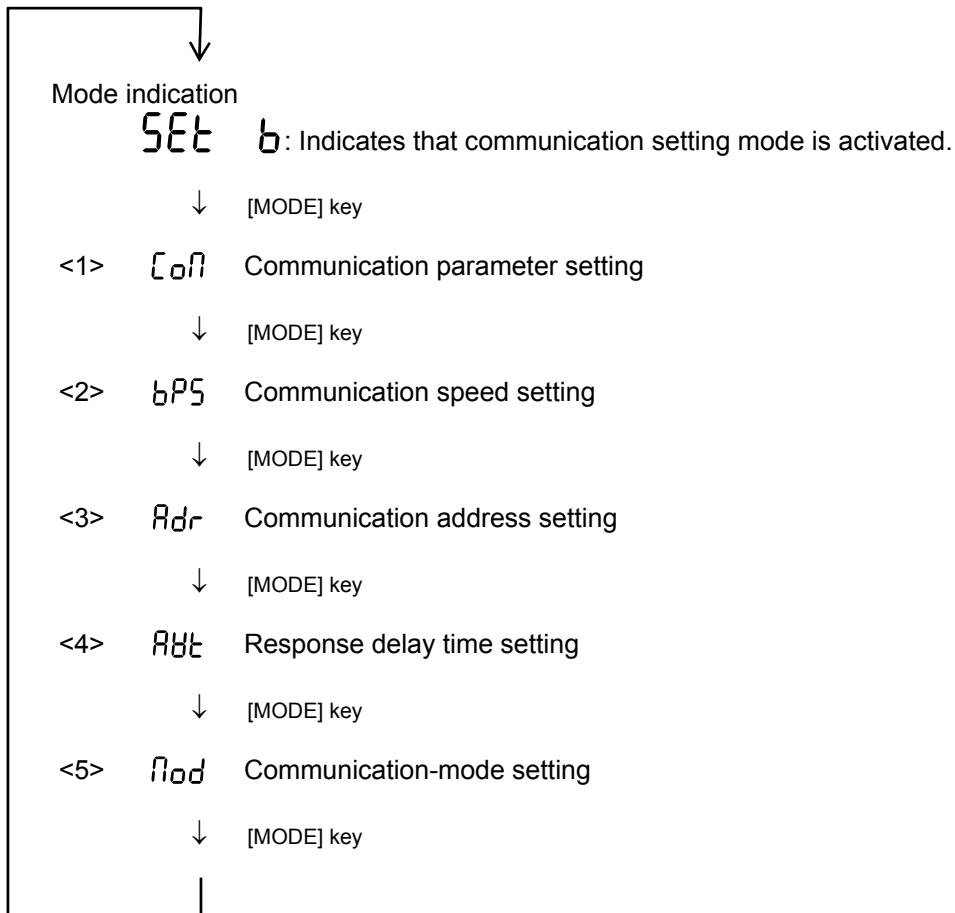 Mode indication
SEt b: Indicates that communication setting mode is activated.
↓ [MODE] key
<1> CoM Communication parameter setting
↓ [MODE] key
<2> bPS Communication speed setting
↓ [MODE] key
<3> Adr Communication address setting
↓ [MODE] key
<4> AWt Response delay time setting
↓ [MODE] key
<5> Mod Communication-mode setting
↓ [MODE] key